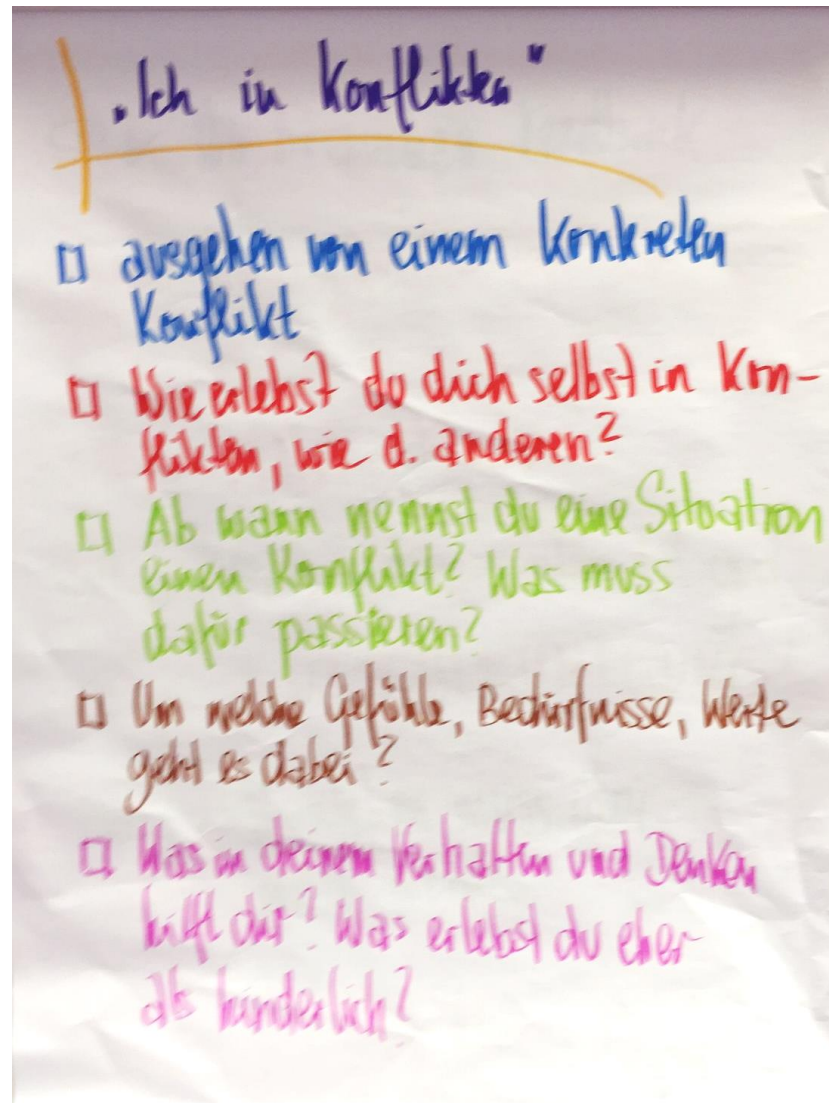 „Ich in Konflikten"
ausgehen von einem konkreten
Konflikt
Wie erlebst du dich selbst in Kon-
flikten, wie d. anderen?
Ab wann nennst du eine Situation
einen Konflikt? Was muss
dafür passieren?
Um welche Gefühle, Bedürfnisse, Werte
geht es dabei?
Was in deinem Verhalten und Denken
hilft dir? Was erlebst du eher
als hinderlich?